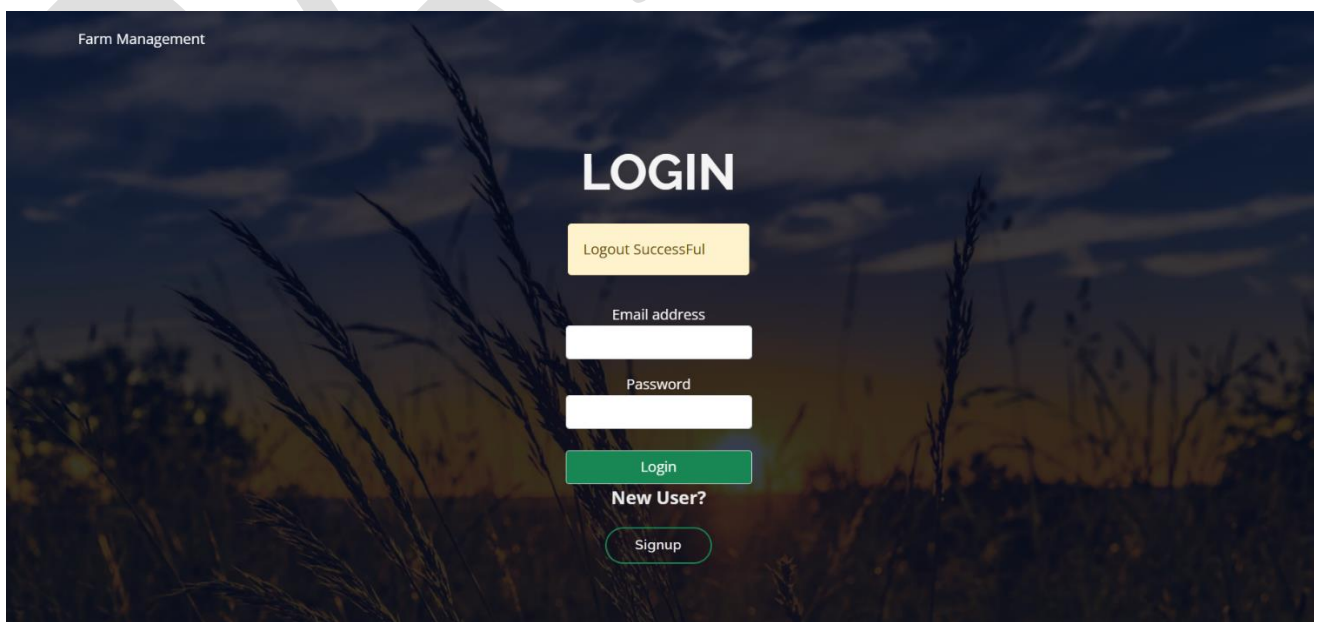 Farm Management
LOGIN
Logout SuccessFul
Email address
Password
Login
New User?
Signup